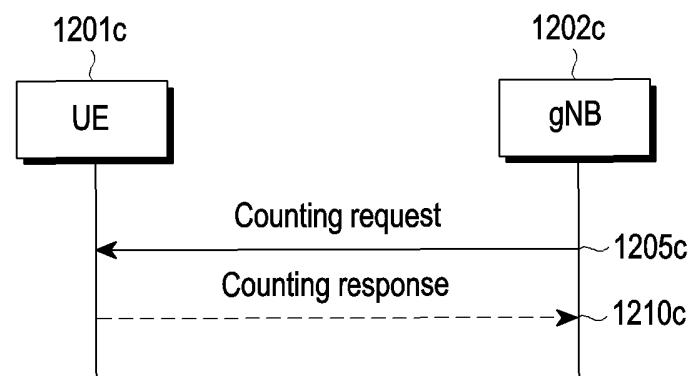 1201c
1202c
UE
gNB
Counting request
1205c
Counting response
1210c